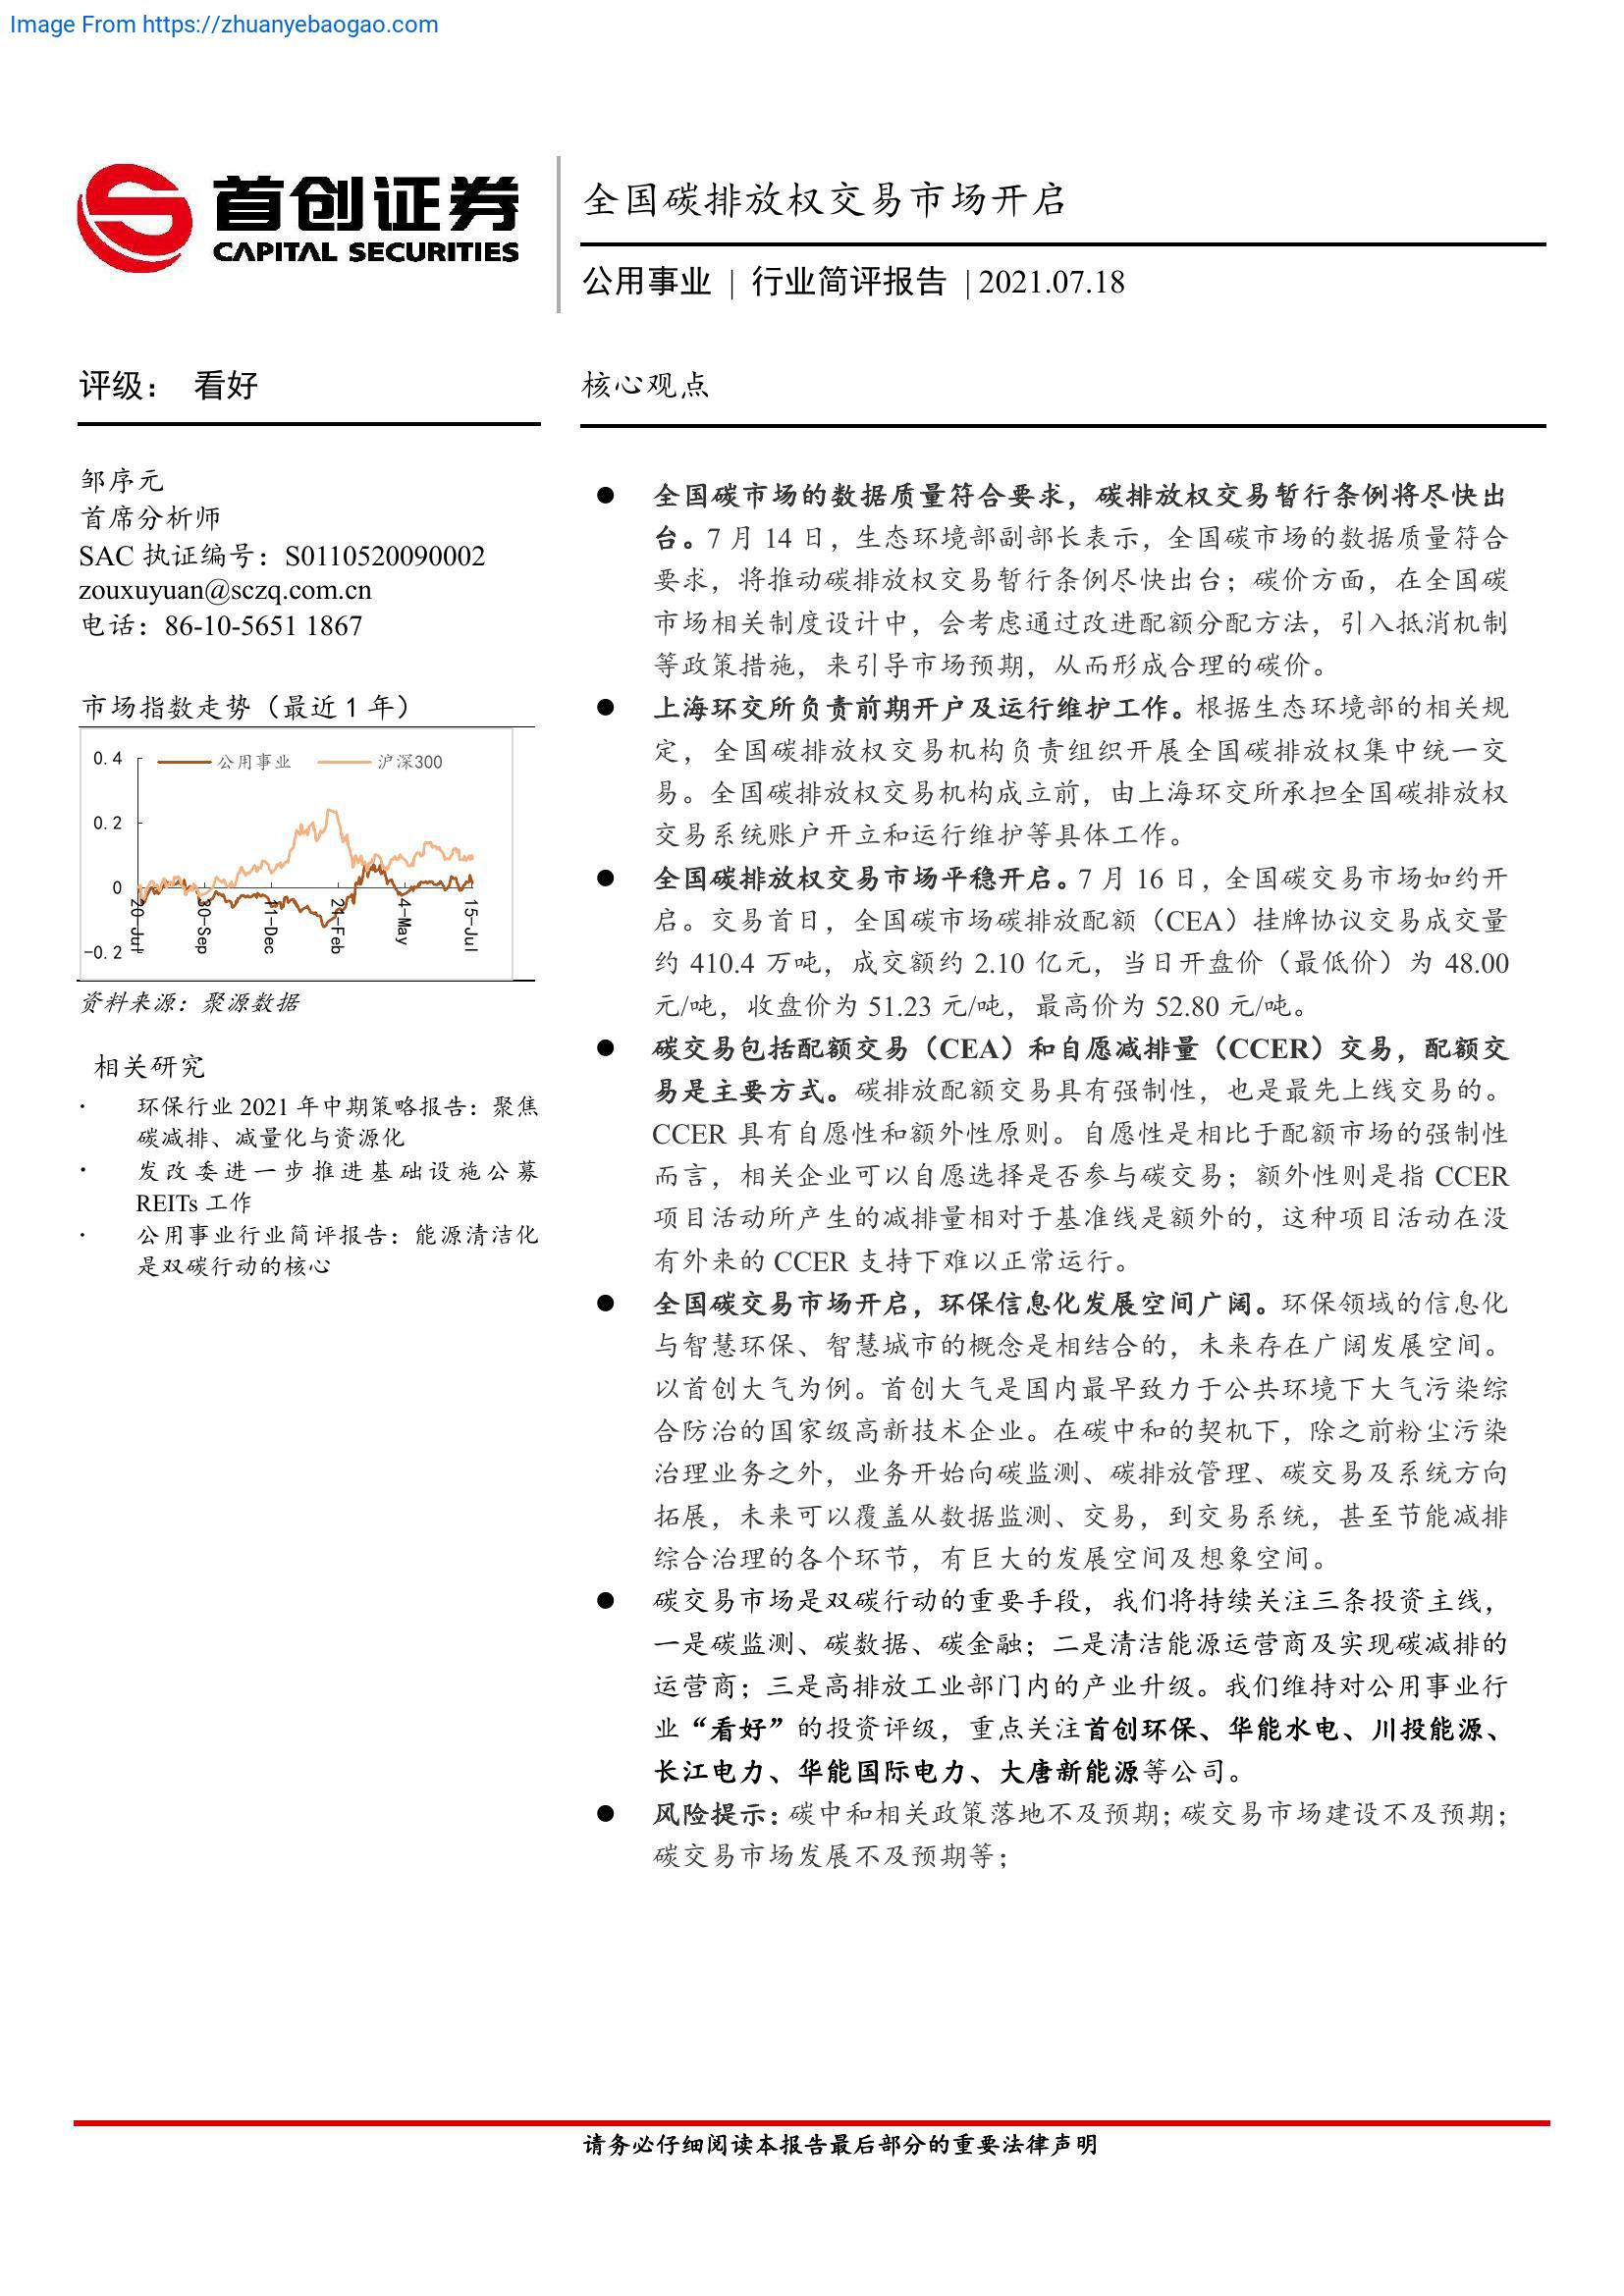 Image From https://zhuanyebaogao.com
首创证券
CAPITAL SECURITIES
全国碳排放权交易市场开启
公用事业 | 行业简评报告 | 2021.07.18
评级： 看好
邹序元
首席分析师
SAC 执证编号：S0110520090002
zouxuyuan@sczq.com.cn
电话：86-10-5651 1867
市场指数走势（最近 1 年）
公用事业 沪深300
0.4
0.2
0
-0.2
20-Jul 30-Sep 11-Dec 21-Feb 4-May 15-Jul
资料来源：聚源数据
相关研究
· 环保行业 2021 年中期策略报告：聚焦
碳减排、减量化与资源化
· 发改委进一步推进基础设施公募
REITs 工作
· 公用事业行业简评报告：能源清洁化
是双碳行动的核心
核心观点
● 全国碳市场的数据质量符合要求，碳排放权交易暂行条例将尽快出
台。7 月 14 日，生态环境部副部长表示，全国碳市场的数据质量符合
要求，将推动碳排放权交易暂行条例尽快出台；碳价方面，在全国碳
市场相关制度设计中，会考虑通过改进配额分配方法，引入抵消机制
等政策措施，来引导市场预期，从而形成合理的碳价。
● 上海环交所负责前期开户及运行维护工作。根据生态环境部的相关规
定，全国碳排放权交易机构负责组织开展全国碳排放权集中统一交
易。全国碳排放权交易机构成立前，由上海环交所承担全国碳排放权
交易系统账户开立和运行维护等具体工作。
● 全国碳排放权交易市场平稳开启。7 月 16 日，全国碳交易市场如约开
启。交易首日，全国碳市场碳排放配额（CEA）挂牌协议交易成交量
约 410.4 万吨，成交额约 2.10 亿元，当日开盘价（最低价）为 48.00
元/吨，收盘价为 51.23 元/吨，最高价为 52.80 元/吨。
● 碳交易包括配额交易（CEA）和自愿减排量（CCER）交易，配额交
易是主要方式。碳排放配额交易具有强制性，也是最先上线交易的。
CCER 具有自愿性和额外性原则。自愿性是相比于配额市场的强制性
而言，相关企业可以自愿选择是否参与碳交易；额外性则是指 CCER
项目活动所产生的减排量相对于基准线是额外的，这种项目活动在没
有外来的 CCER 支持下难以正常运行。
● 全国碳交易市场开启，环保信息化发展空间广阔。环保领域的信息化
与智慧环保、智慧城市的概念是相结合的，未来存在广阔发展空间。
以首创大气为例。首创大气是国内最早致力于公共环境下大气污染综
合防治的国家级高新技术企业。在碳中和的契机下，除之前粉尘污染
治理业务之外，业务开始向碳监测、碳排放管理、碳交易及系统方向
拓展，未来可以覆盖从数据监测、交易，到交易系统，甚至节能减排
综合治理的各个环节，有巨大的发展空间及想象空间。
● 碳交易市场是双碳行动的重要手段，我们将持续关注三条投资主线，
一是碳监测、碳数据、碳金融；二是清洁能源运营商及实现碳减排的
运营商；三是高排放工业部门内的产业升级。我们维持对公用事业行
业“看好”的投资评级，重点关注首创环保、华能水电、川投能源、
长江电力、华能国际电力、大唐新能源等公司。
● 风险提示：碳中和相关政策落地不及预期；碳交易市场建设不及预期；
碳交易市场发展不及预期等；
请务必仔细阅读本报告最后部分的重要法律声明